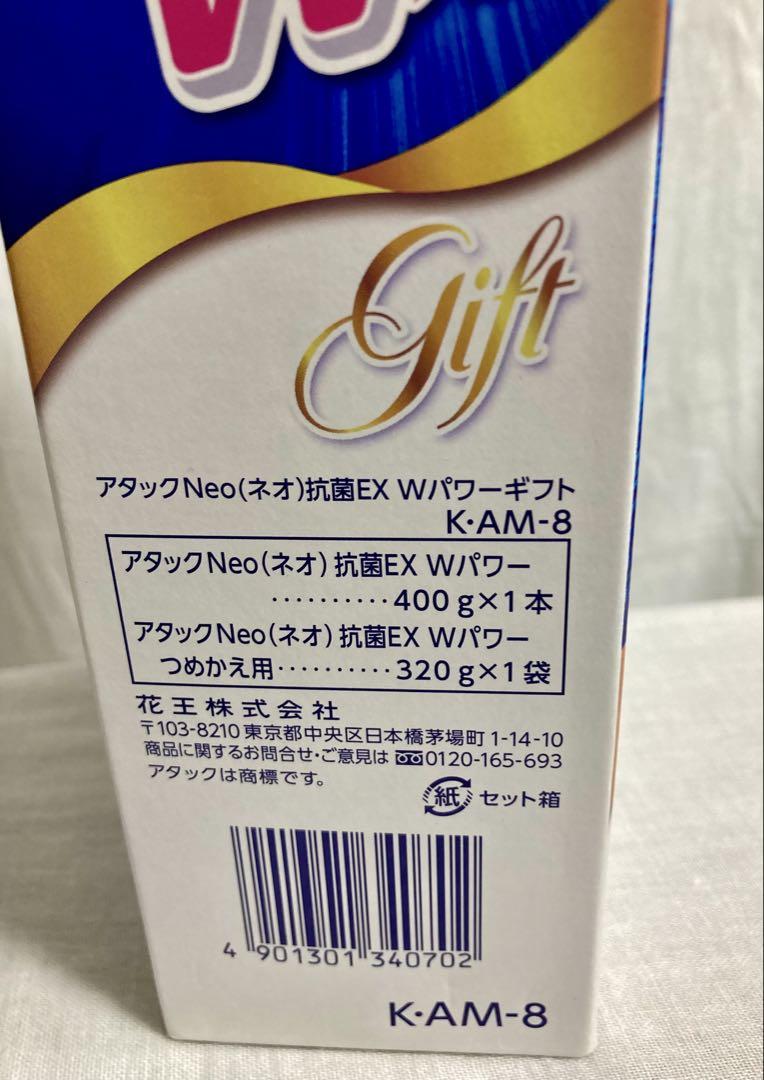 gift
アタックNeo(ネオ)抗菌EX Wパワーギフト
K・AM-8
アタックNeo(ネオ)抗菌EX Wパワー
··········400 g×1本
アタックNeo(ネオ)抗菌EX Wパワー
つめかえ用··········320 g×1袋
花王株式会社
〒103-8210 東京都中央区日本橋茅場町1-14-10
商品に関するお問合せ・ご意見は 0120-165-693
アタックは商標です。
紙 セット箱
4 901301 340702
K・AM-8